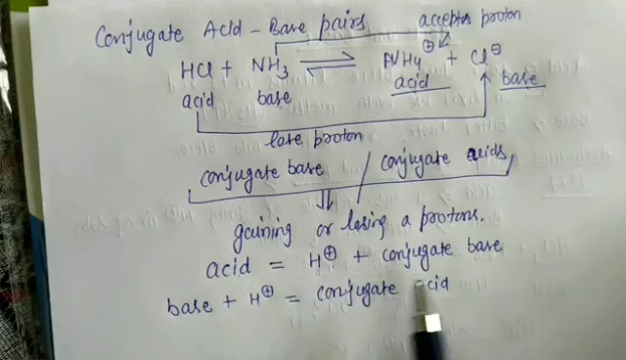 Conjugate Acid - Base pairs
accepts proton
HCl + NH3 ⇌ NH4⊕ + Cl⊖
acid base acid base
lose proton
conjugate base / conjugate acids,
gaining or losing a protons.
acid = H⊕ + conjugate base
base + H⊕ = conjugate acid